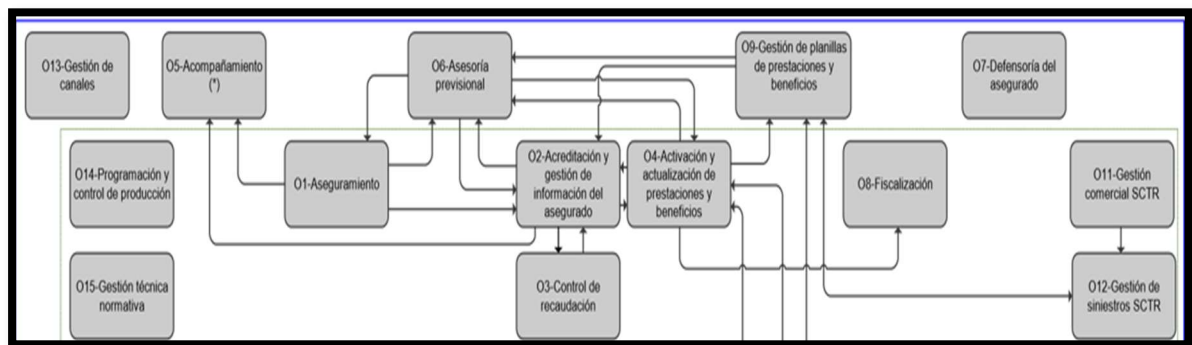 O13-Gestión de
canales
O5-Acompañamiento
(*)
O6-Asesoría
previsional
O9-Gestión de planillas
de prestaciones y
beneficios
O7-Defensoría del
asegurado
O14-Programación y
control de producción
O1-Aseguramiento
O2-Acreditación y
gestión de
información del
asegurado
O4-Activación y
actualización de
prestaciones y
beneficios
O8-Fiscalización
O11-Gestión
comercial SCTR
O15-Gestión técnica
normativa
O3-Control de
recaudación
O12-Gestión de
siniestros SCTR